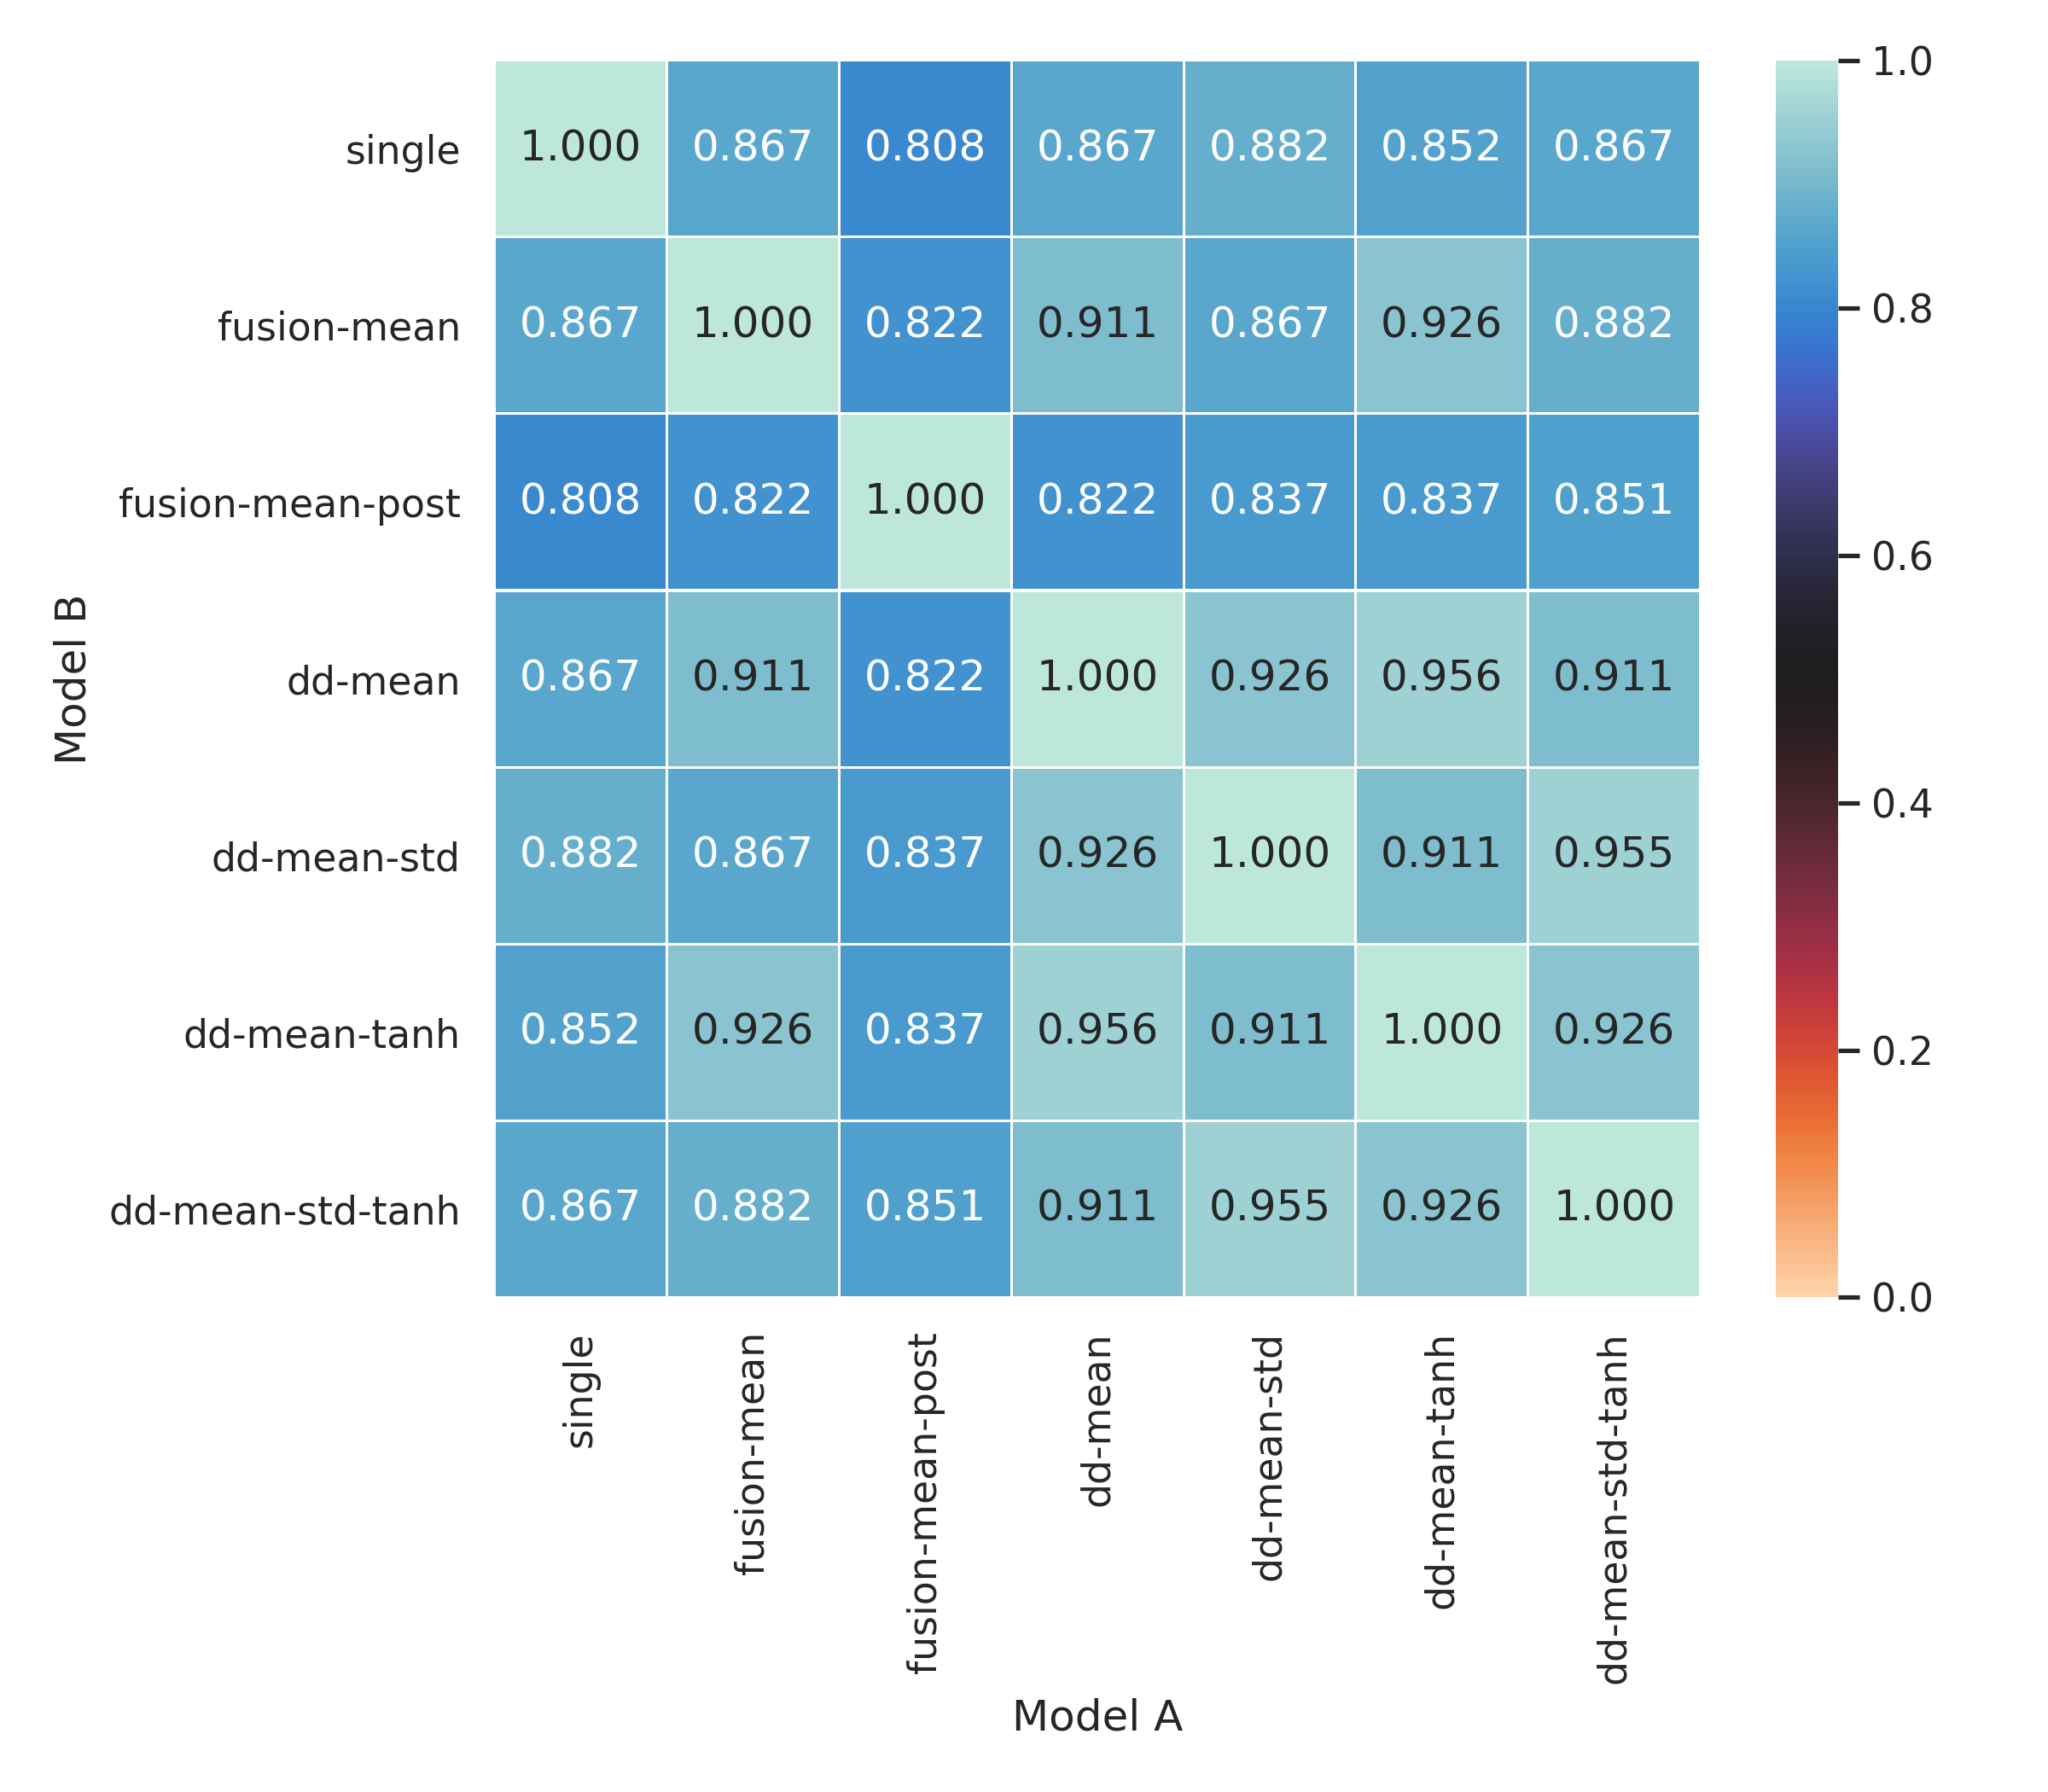 single 1.000 0.867 0.808 0.867 0.882 0.852 0.867
fusion-mean 0.867 1.000 0.822 0.911 0.867 0.926 0.882
fusion-mean-post 0.808 0.822 1.000 0.822 0.837 0.837 0.851
dd-mean 0.867 0.911 0.822 1.000 0.926 0.956 0.911
dd-mean-std 0.882 0.867 0.837 0.926 1.000 0.911 0.955
dd-mean-tanh 0.852 0.926 0.837 0.956 0.911 1.000 0.926
dd-mean-std-tanh 0.867 0.882 0.851 0.911 0.955 0.926 1.000
Model B
single
fusion-mean
fusion-mean-post
dd-mean
dd-mean-std
dd-mean-tanh
dd-mean-std-tanh
Model A
1.0
0.8
0.6
0.4
0.2
0.0